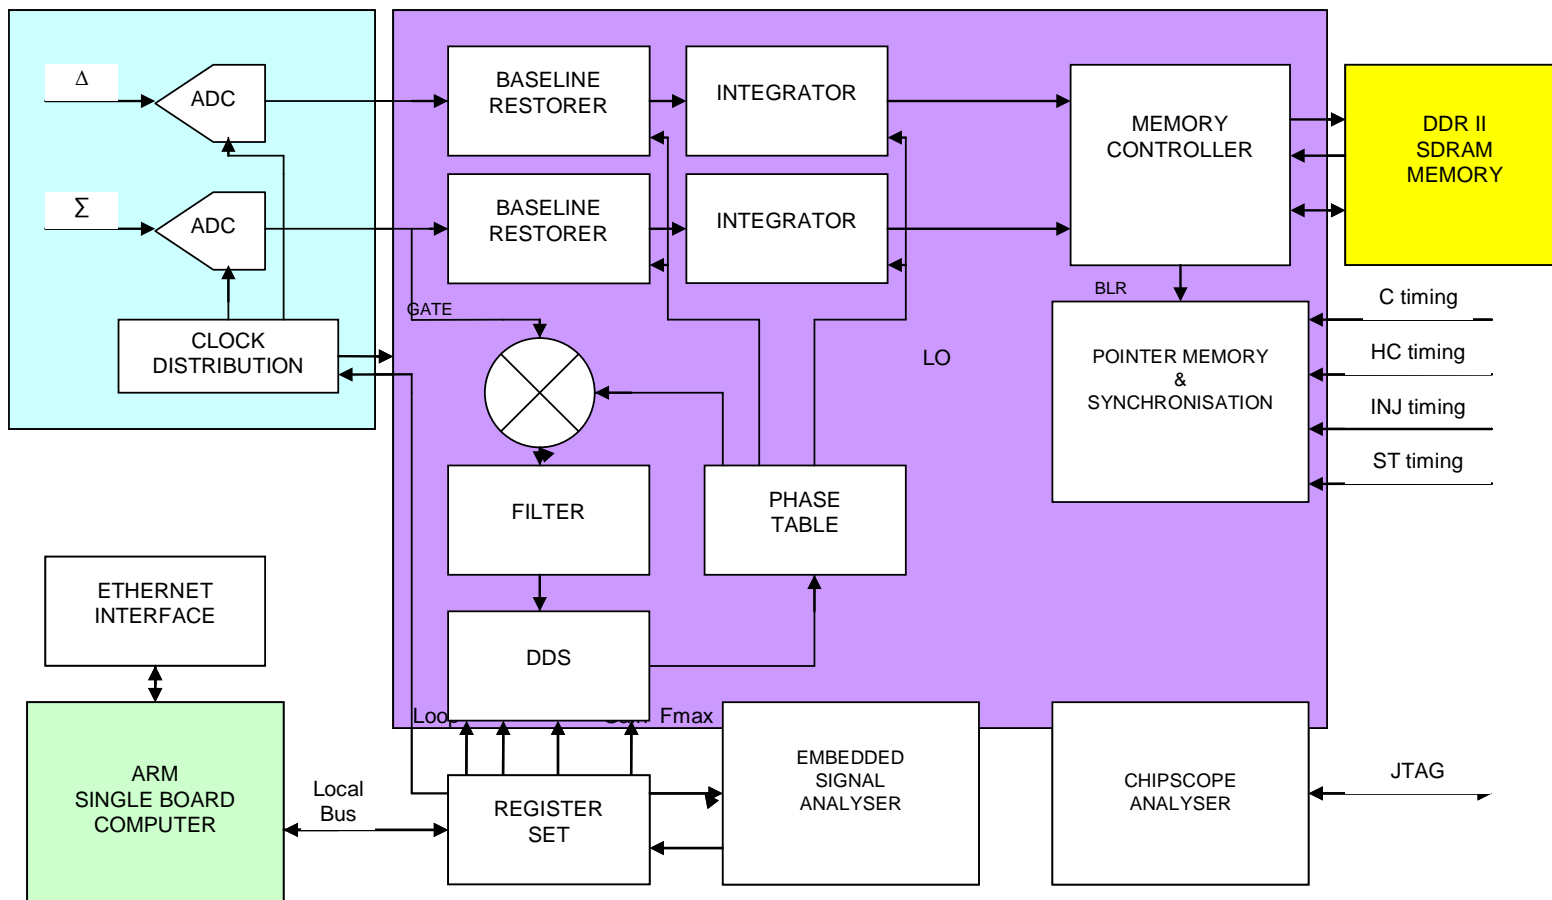 Δ
ADC
BASELINE
RESTORER
INTEGRATOR
MEMORY
CONTROLLER
DDR II
SDRAM
MEMORY
Σ
ADC
BASELINE
RESTORER
INTEGRATOR
BLR
GATE
CLOCK
DISTRIBUTION
LO
POINTER MEMORY
&
SYNCHRONISATION
C timing
HC timing
INJ timing
ST timing
FILTER
PHASE
TABLE
ETHERNET
INTERFACE
DDS
Loop
Fmax
ARM
SINGLE BOARD
COMPUTER
Local
Bus
REGISTER
SET
EMBEDDED
SIGNAL
ANALYSER
CHIPSCOPE
ANALYSER
JTAG